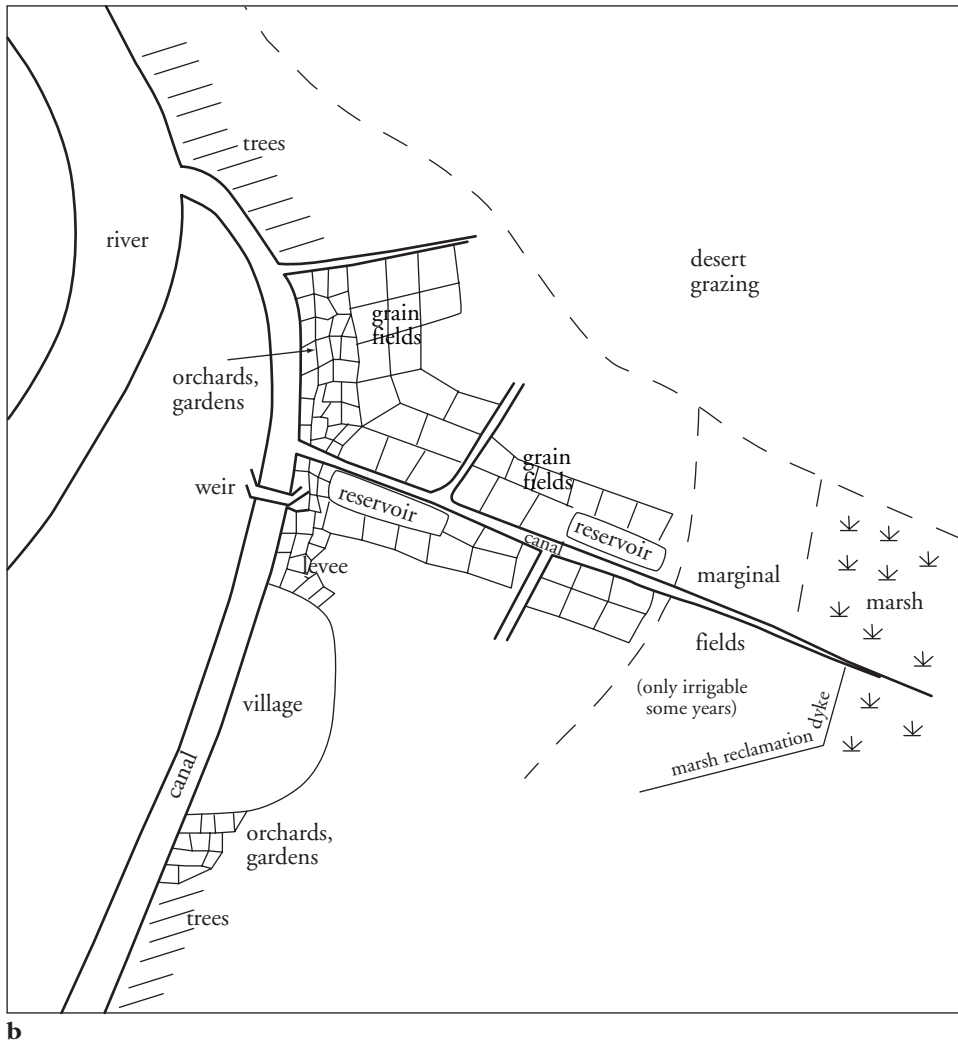 trees
river
desert
grazing
grain
fields
orchards,
gardens
grain
fields
weir
reservoir
reservoir
canal
levee
marginal
marsh
fields
(only irrigable
some years)
village
dyke
marsh reclamation
canal
orchards,
gardens
trees
b